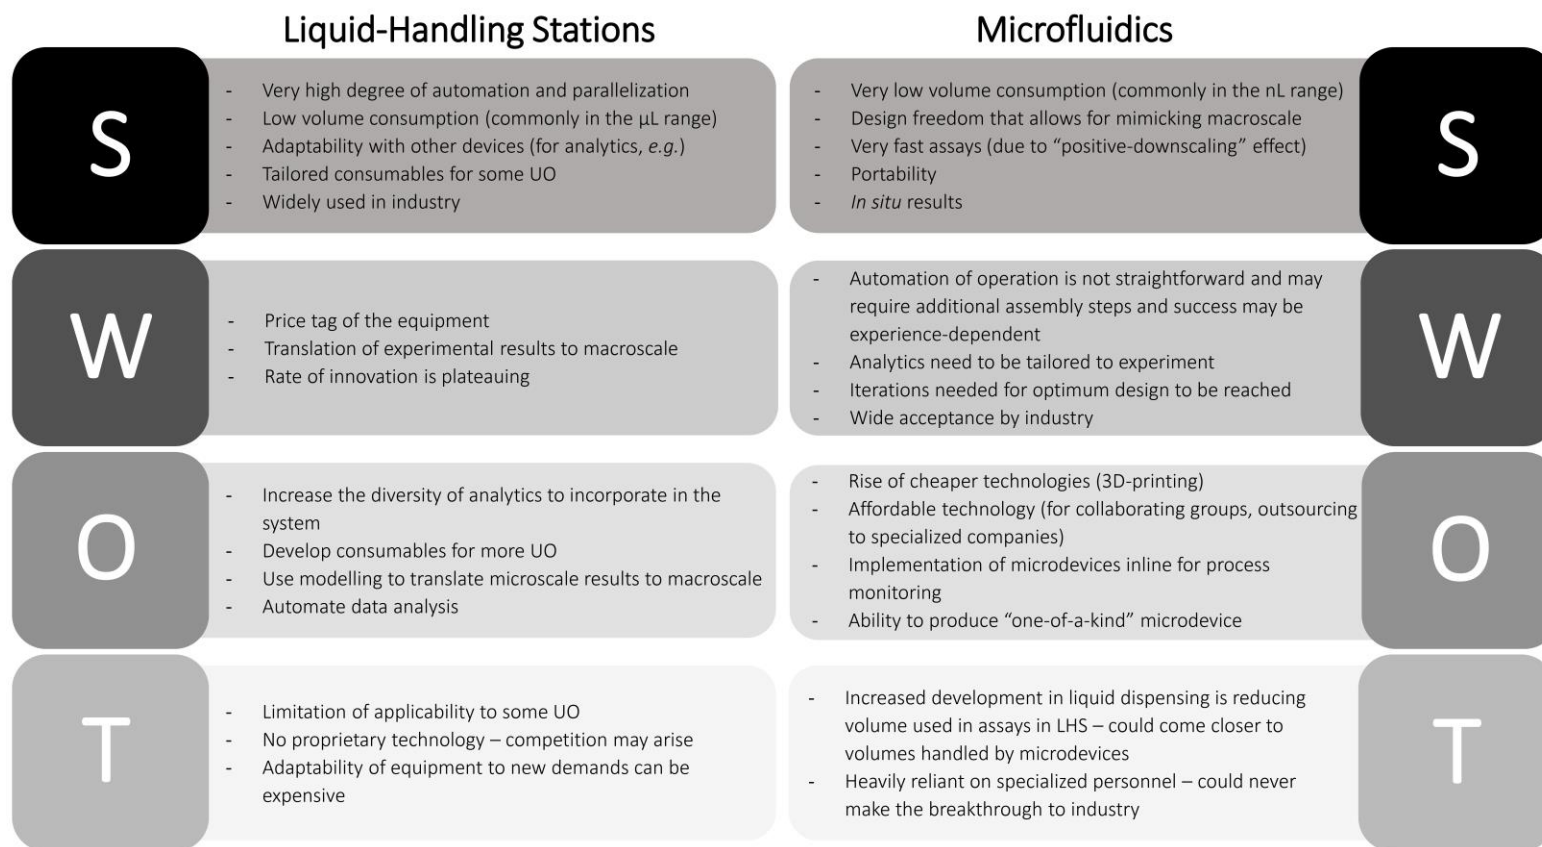 Liquid-Handling Stations
Microfluidics
S
- Very high degree of automation and parallelization
- Low volume consumption (commonly in the µL range)
- Adaptability with other devices (for analytics, e.g.)
- Tailored consumables for some UO
- Widely used in industry
- Very low volume consumption (commonly in the nL range)
- Design freedom that allows for mimicking macroscale
- Very fast assays (due to “positive-downscaling” effect)
- Portability
- In situ results
S
W
- Price tag of the equipment
- Translation of experimental results to macroscale
- Rate of innovation is plateauing
- Automation of operation is not straightforward and may
require additional assembly steps and success may be
experience-dependent
- Analytics need to be tailored to experiment
- Iterations needed for optimum design to be reached
- Wide acceptance by industry
W
O
- Increase the diversity of analytics to incorporate in the
system
- Develop consumables for more UO
- Use modelling to translate microscale results to macroscale
- Automate data analysis
- Rise of cheaper technologies (3D-printing)
- Affordable technology (for collaborating groups, outsourcing
to specialized companies)
- Implementation of microdevices inline for process
monitoring
- Ability to produce “one-of-a-kind” microdevice
O
T
- Limitation of applicability to some UO
- No proprietary technology – competition may arise
- Adaptability of equipment to new demands can be
expensive
- Increased development in liquid dispensing is reducing
volume used in assays in LHS – could come closer to
volumes handled by microdevices
- Heavily reliant on specialized personnel – could never
make the breakthrough to industry
T